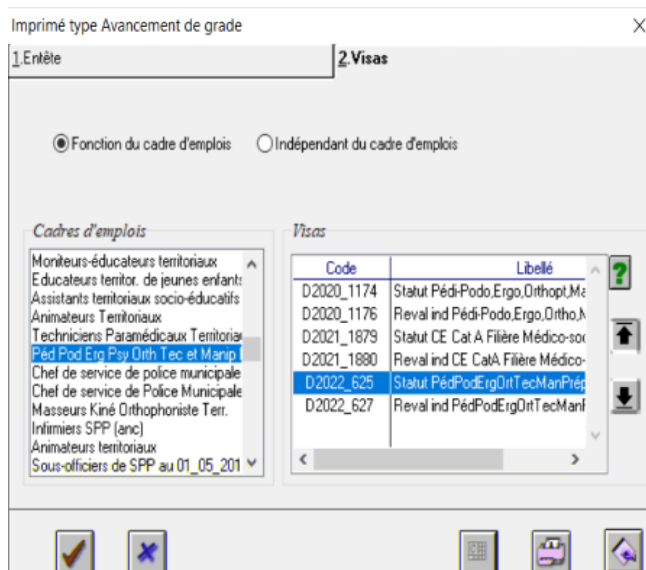 Imprimé type Avancement de grade
1.Entête
2.Visas
Fonction du cadre d'emplois
Indépendant du cadre d'emplois
Cadres d'emplois
Moniteurs-éducateurs territoriaux
Educateurs territor. de jeunes enfants
Assistants territoriaux socio-éducatifs
Animateurs Territoriaux
Techniciens Paramédicaux Territoriau
Péd Pod Erg Psy Orth Tec et Manip
Chef de service de police municipale
Chef de service de Police Municipale
Masseurs Kiné Orthophoniste Terr.
Infirmiers SPP (anc)
Animateurs territoriaux
Sous-officiers de SPP au 01_05_201
Visas
Code Libellé
D2020_1174 Statut Pédi-Podo,Ergo,Orthopt,Ma
D2020_1176 Reval ind Pédi-Podo,Ergo,Ortho,M
D2021_1879 Statut CE Cat A Filière Médico-soc
D2021_1880 Reval ind CE CatA Filière Médico-
D2022_625 Statut PédPodErgOrtTecManPrép
D2022_627 Reval ind PédPodErgOrtTecManF
?